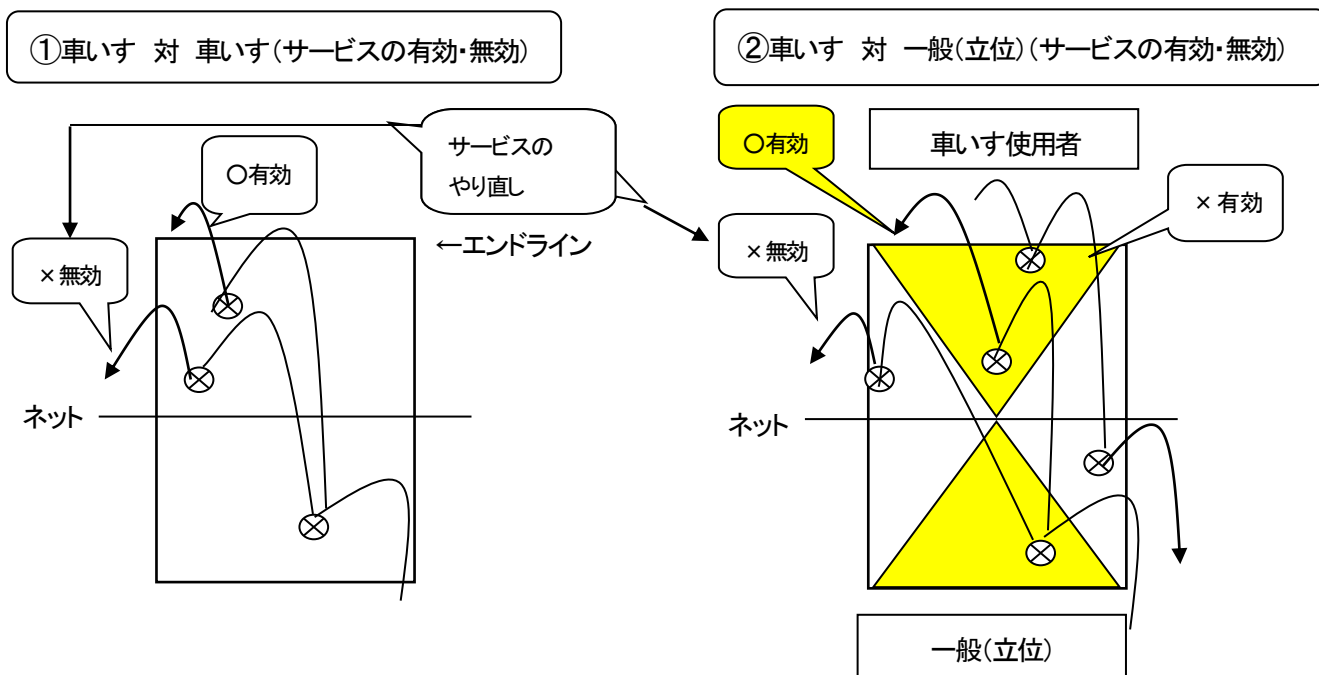 ①車いす 対 車いす(サービスの有効・無効)
②車いす 対 一般(立位)(サービスの有効・無効)
サービスの
やり直し
〇有効
←エンドライン
×無効
ネット
〇有効
車いす使用者
×有効
×無効
ネット
一般(立位)